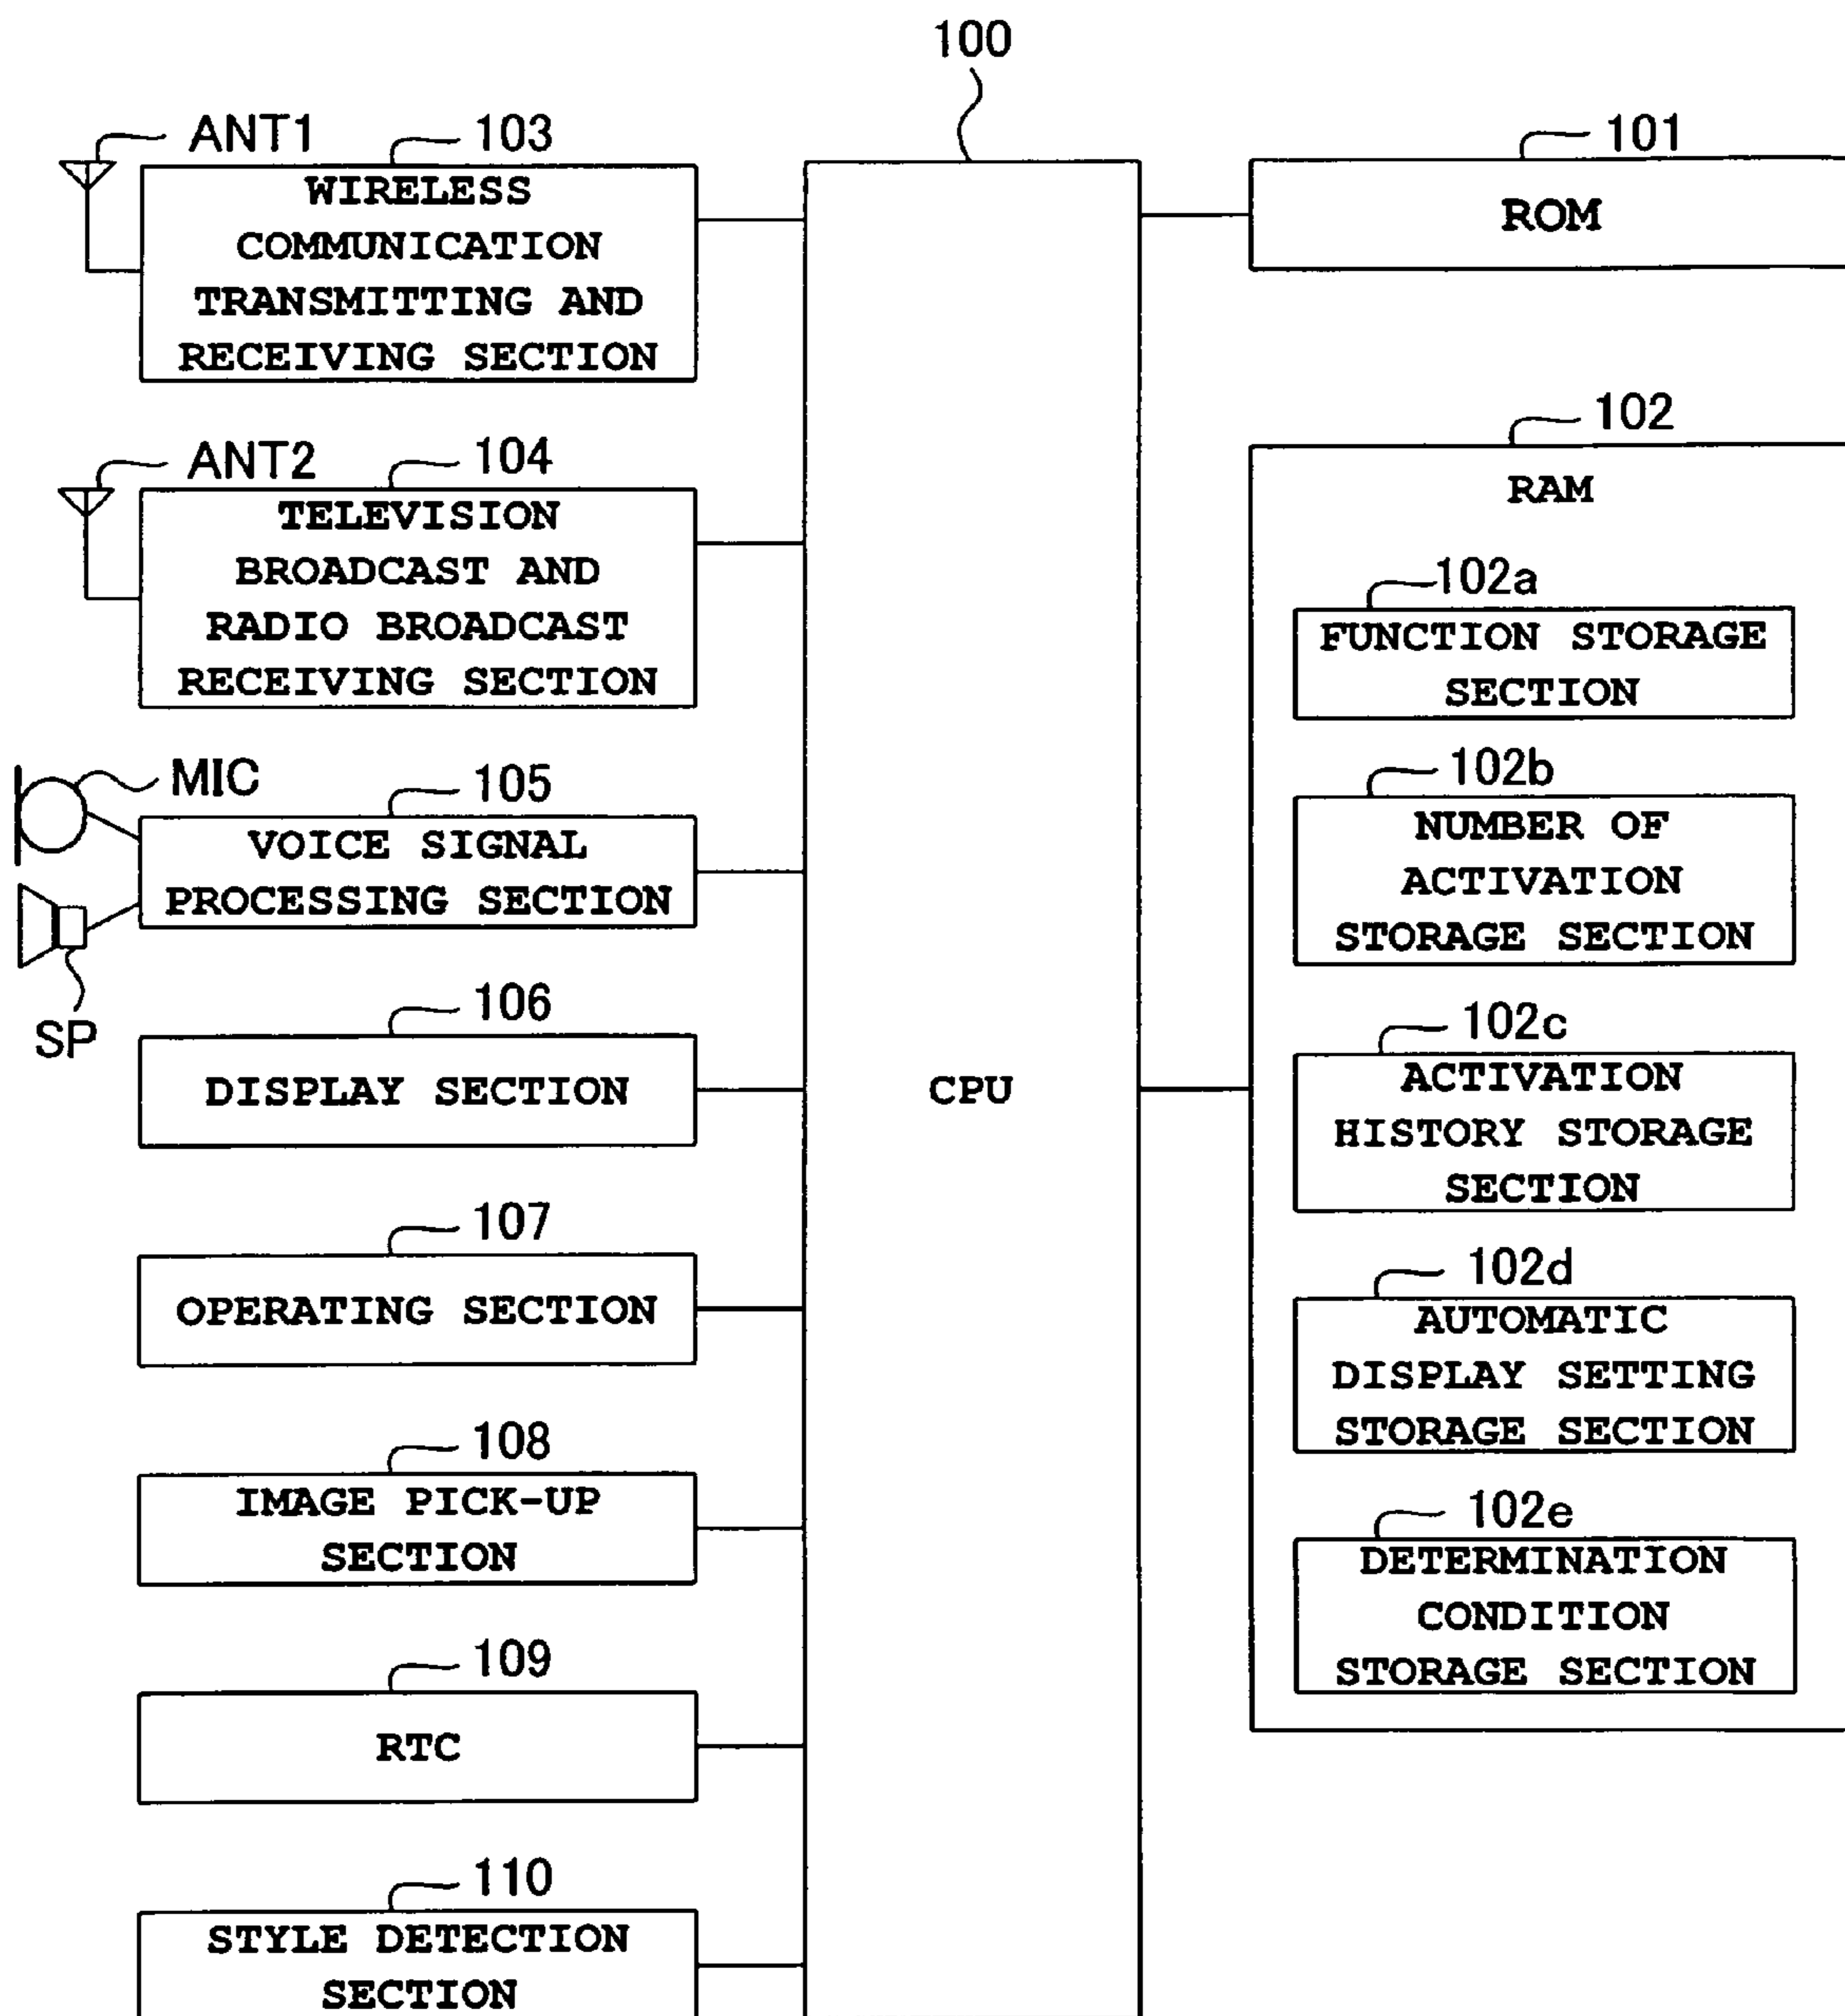 100
ANT1
103
WIRELESS
COMMUNICATION
TRANSMITTING AND
RECEIVING SECTION
ANT2
104
TELEVISION
BROADCAST AND
RADIO BROADCAST
RECEIVING SECTION
MIC
105
VOICE SIGNAL
PROCESSING SECTION
SP
106
DISPLAY SECTION
107
OPERATING SECTION
108
IMAGE PICK-UP
SECTION
109
RTC
110
STYLE DETECTION
SECTION
CPU
101
ROM
102
RAM
102a
FUNCTION STORAGE
SECTION
102b
NUMBER OF
ACTIVATION
STORAGE SECTION
102c
ACTIVATION
HISTORY STORAGE
SECTION
102d
AUTOMATIC
DISPLAY SETTING
STORAGE SECTION
102e
DETERMINATION
CONDITION
STORAGE SECTION